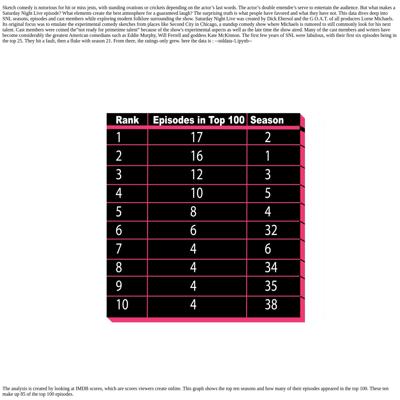 Sketch comedy is notorious for hit or miss jests, with standing ovations or crickets depending on the actor's last words. The actor's double entendre's serve to entertain the audience. But what makes a
Saturday Night Live episode? What elements create the best atmosphere for a guaranteed laugh? The surprising truth is what people have favored and what they have not. This data dives deep into
SNL seasons, episodes and cast members while exploring modern folklure surrounding the show. Saturday Night Live was created by Dick Ebersol and the G.O.A.T. of all producers Lorne Michaels.
Its original focus was to emulate the experimental comedy sketches from places like Second City in Chicago, a standup comedy show where Michaels is rumored to still commonly look for his next
talent. Cast members were coined the"not ready for primetime talent" because of the show's experimental aspects as well as the late time the show aired. Many of the cast members and writers have
become considerably the greatest American comedians such as Eddie Murphy, Will Ferrell and goddess Kate McKinnon. The first few years of SNL were fabulous, with their first six episodes being in
the top 25. They hit a fault, then a fluke with season 21. From there, the ratings only grew. here the data is : ~noldata-1.ipynb~
Rank Episodes in Top 100 Season
1 17 2
2 16 1
3 12 3
4 10 5
5 8 4
6 6 32
7 4 6
8 4 34
9 4 35
10 4 38
The analysis is created by looking at IMDB scores, which are scores viewers create online. This graph shows the top ten seasons and how many of their episodes appeared in the top 100. These ten
make up 85 of the top 100 episodes.